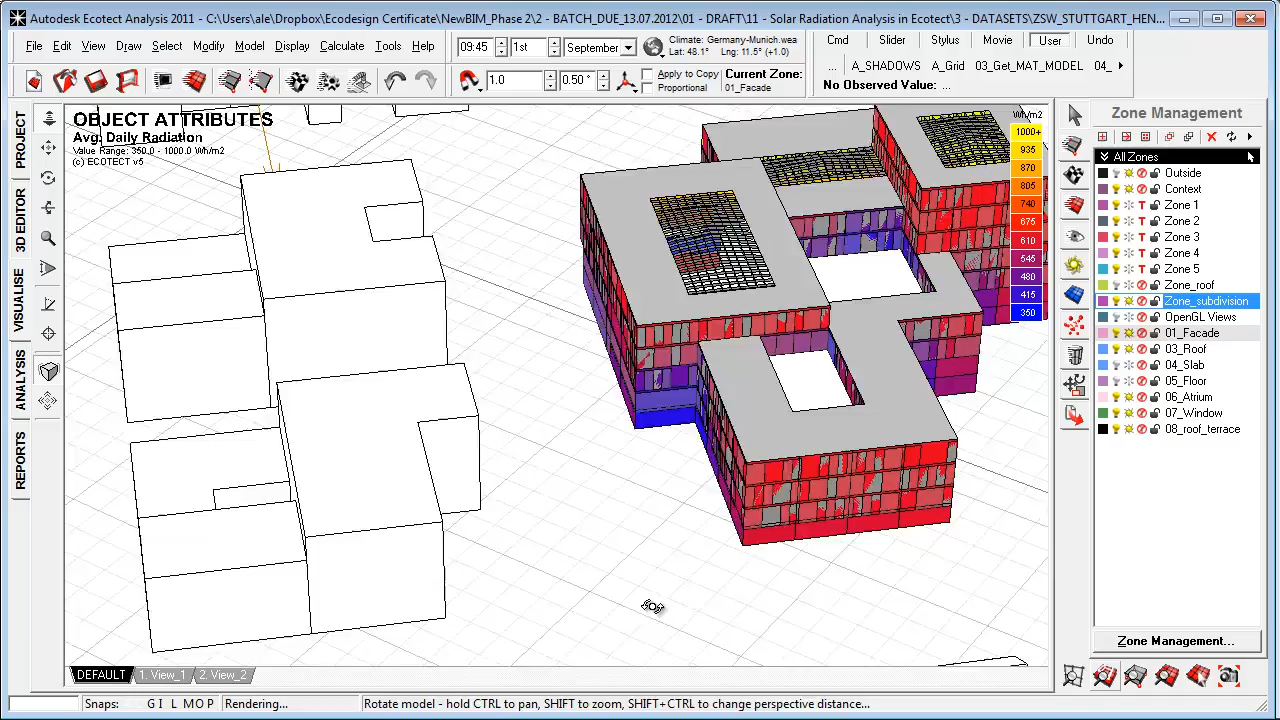 Autodesk Ecotect Analysis 2011 - C:\Users\ale\Dropbox\Ecodesign Certificate\NewBIM_Phase 2\2 - BATCH_DUE_13.07.2012\01 - DRAFT\11 - Solar Radiation Analysis in Ecotect\3 - DATASETS\ZSW_STUTTGART_HEN...
File Edit View Draw Select Modify Model Display Calculate Tools Help
09:45 1st September
Climate: Germany-Munich.wea
Lat: 48.1° Lng: 11.5° (+1.0)
Cmd Slider Stylus Movie User Undo
... A_SHADOWS A_Grid 03_Get_MAT_MODEL 04_
No Observed Value: ...
1.0 0.50 °
Apply to Copy
Proportional
Current Zone:
01_Facade
PROJECT
3D EDITOR
VISUALISE
ANALYSIS
REPORTS
OBJECT ATTRIBUTES
Avg. Daily Radiation
Value Range: 350.0 - 1000.0 Wh/m2
(c) ECOTECT v5
Wh/m2
1000+
935
870
805
740
675
610
545
480
415
350
Zone Management
All Zones
Outside
Context
T Zone 1
T Zone 2
T Zone 3
T Zone 4
T Zone 5
Zone_roof
Zone_subdivision
OpenGL Views
01_Facade
03_Roof
04_Slab
05_Floor
06_Atrium
07_Window
08_roof_terrace
Zone Management...
DEFAULT 1. View_1 2. View_2
Snaps: G I L M O P Rendering... Rotate model - hold CTRL to pan, SHIFT to zoom, SHIFT+CTRL to change perspective distance...